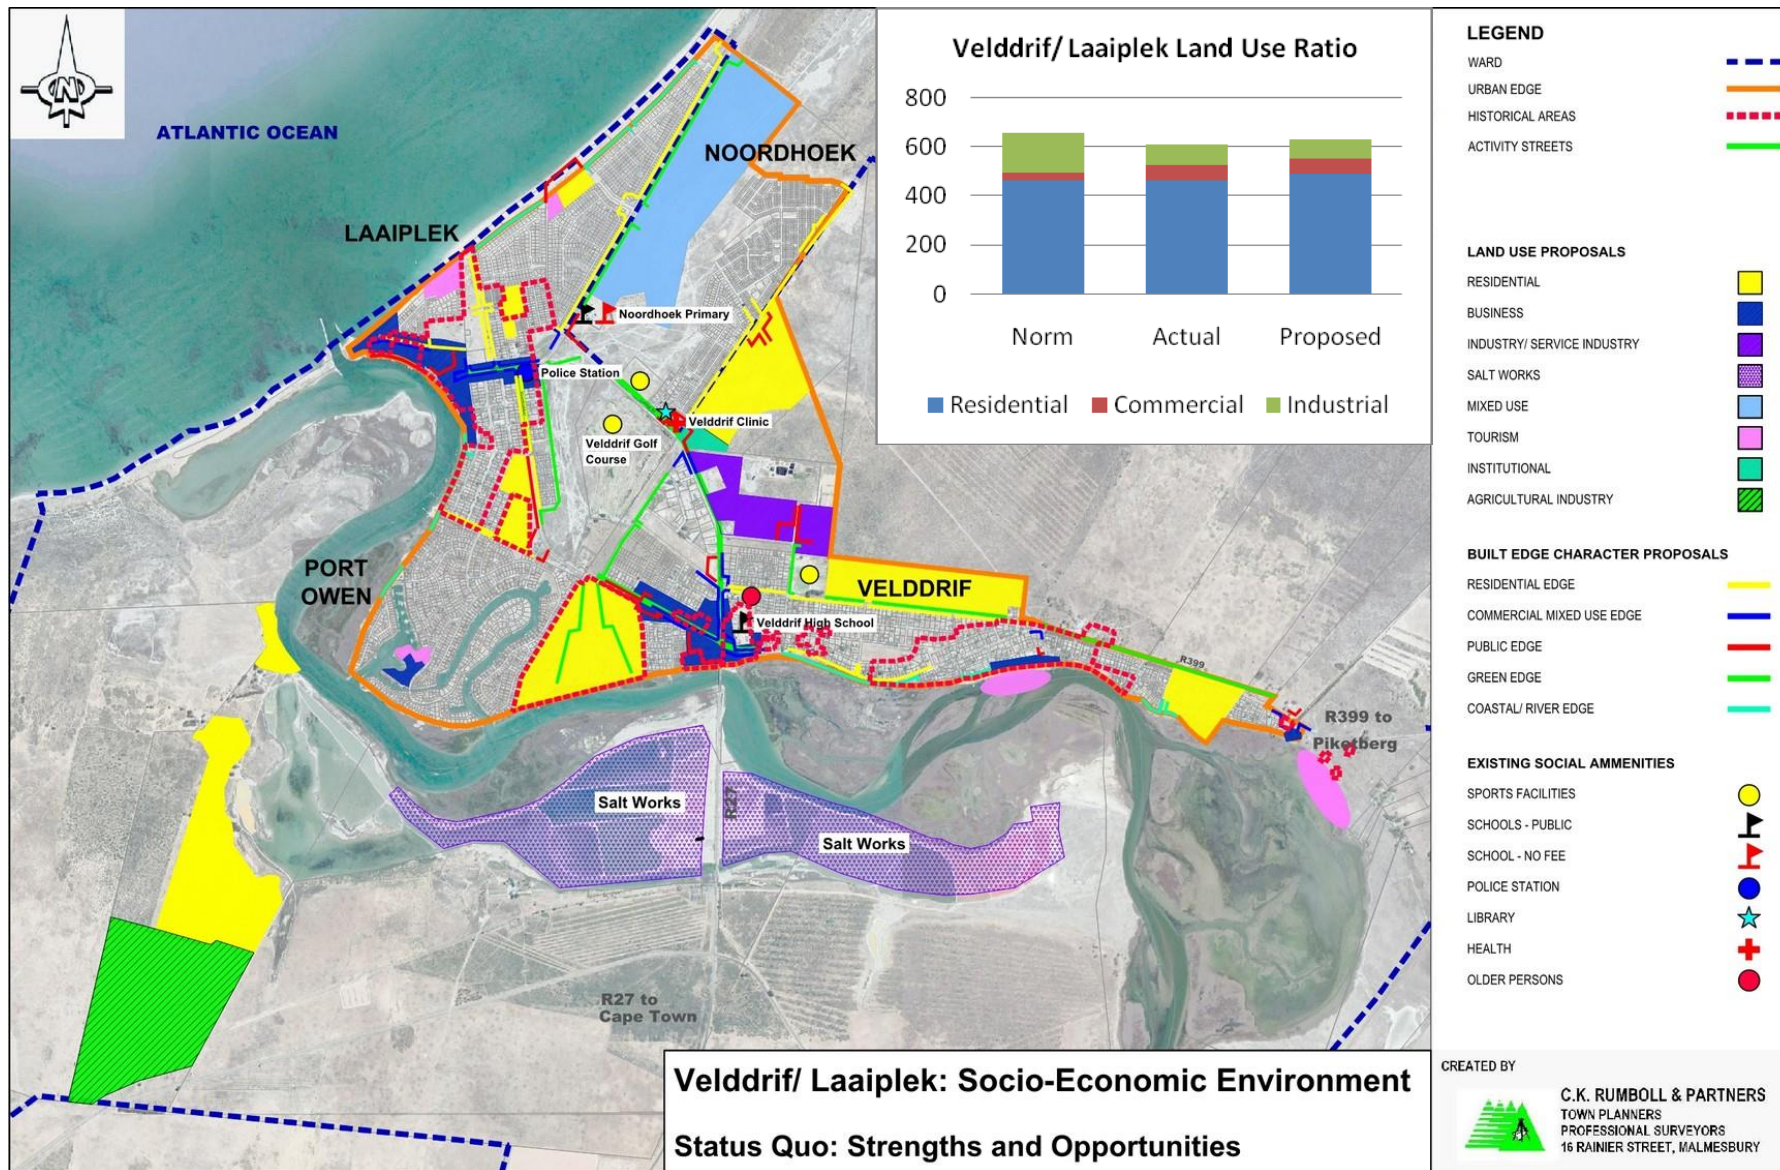 N
ATLANTIC OCEAN
NOORDHOEK
LAAIPLEK
Noordhoek Primary
Police Station
Velddrif Clinic
Velddrif Golf
Course
PORT
OWEN
VELDDRIF
Velddrif High School
R399
R399 to
Piketberg
Salt Works
R27
Salt Works
R27 to
Cape Town
Velddrif/ Laaiplek Land Use Ratio
800
600
400
200
0
Norm Actual Proposed
Residential Commercial Industrial
Velddrif/ Laaiplek: Socio-Economic Environment
Status Quo: Strengths and Opportunities
LEGEND
WARD
URBAN EDGE
HISTORICAL AREAS
ACTIVITY STREETS
LAND USE PROPOSALS
RESIDENTIAL
BUSINESS
INDUSTRY/ SERVICE INDUSTRY
SALT WORKS
MIXED USE
TOURISM
INSTITUTIONAL
AGRICULTURAL INDUSTRY
BUILT EDGE CHARACTER PROPOSALS
RESIDENTIAL EDGE
COMMERCIAL MIXED USE EDGE
PUBLIC EDGE
GREEN EDGE
COASTAL/ RIVER EDGE
EXISTING SOCIAL AMMENITIES
SPORTS FACILITIES
SCHOOLS - PUBLIC
SCHOOL - NO FEE
POLICE STATION
LIBRARY
HEALTH
OLDER PERSONS
CREATED BY
C.K. RUMBOLL & PARTNERS
TOWN PLANNERS
PROFESSIONAL SURVEYORS
16 RAINIER STREET, MALMESBURY